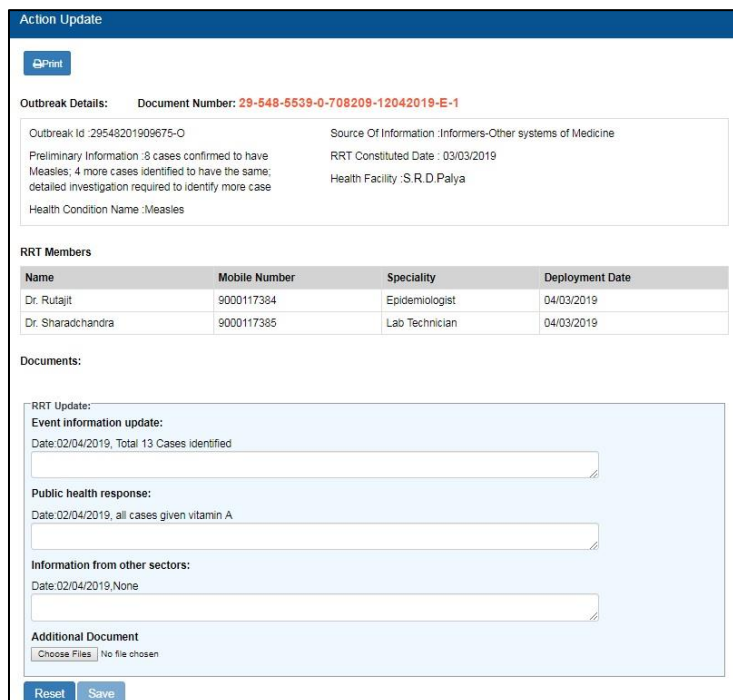 Action Update
Print
Outbreak Details: Document Number: 29-548-5539-0-708209-12042019-E-1
Outbreak Id :29548201909675-O
Source Of Information :Informers-Other systems of Medicine
Preliminary Information :8 cases confirmed to have
Measles; 4 more cases identified to have the same;
detailed investigation required to identify more case
RRT Constituted Date : 03/03/2019
Health Facility :S.R.D.Palya
Health Condition Name :Measles
RRT Members
Name Mobile Number Speciality Deployment Date
Dr. Rutajit 9000117384 Epidemiologist 04/03/2019
Dr. Sharadchandra 9000117385 Lab Technician 04/03/2019
Documents:
RRT Update:
Event information update:
Date:02/04/2019, Total 13 Cases identified
Public health response:
Date:02/04/2019, all cases given vitamin A
Information from other sectors:
Date:02/04/2019,None
Additional Document
Choose Files No file chosen
Reset Save